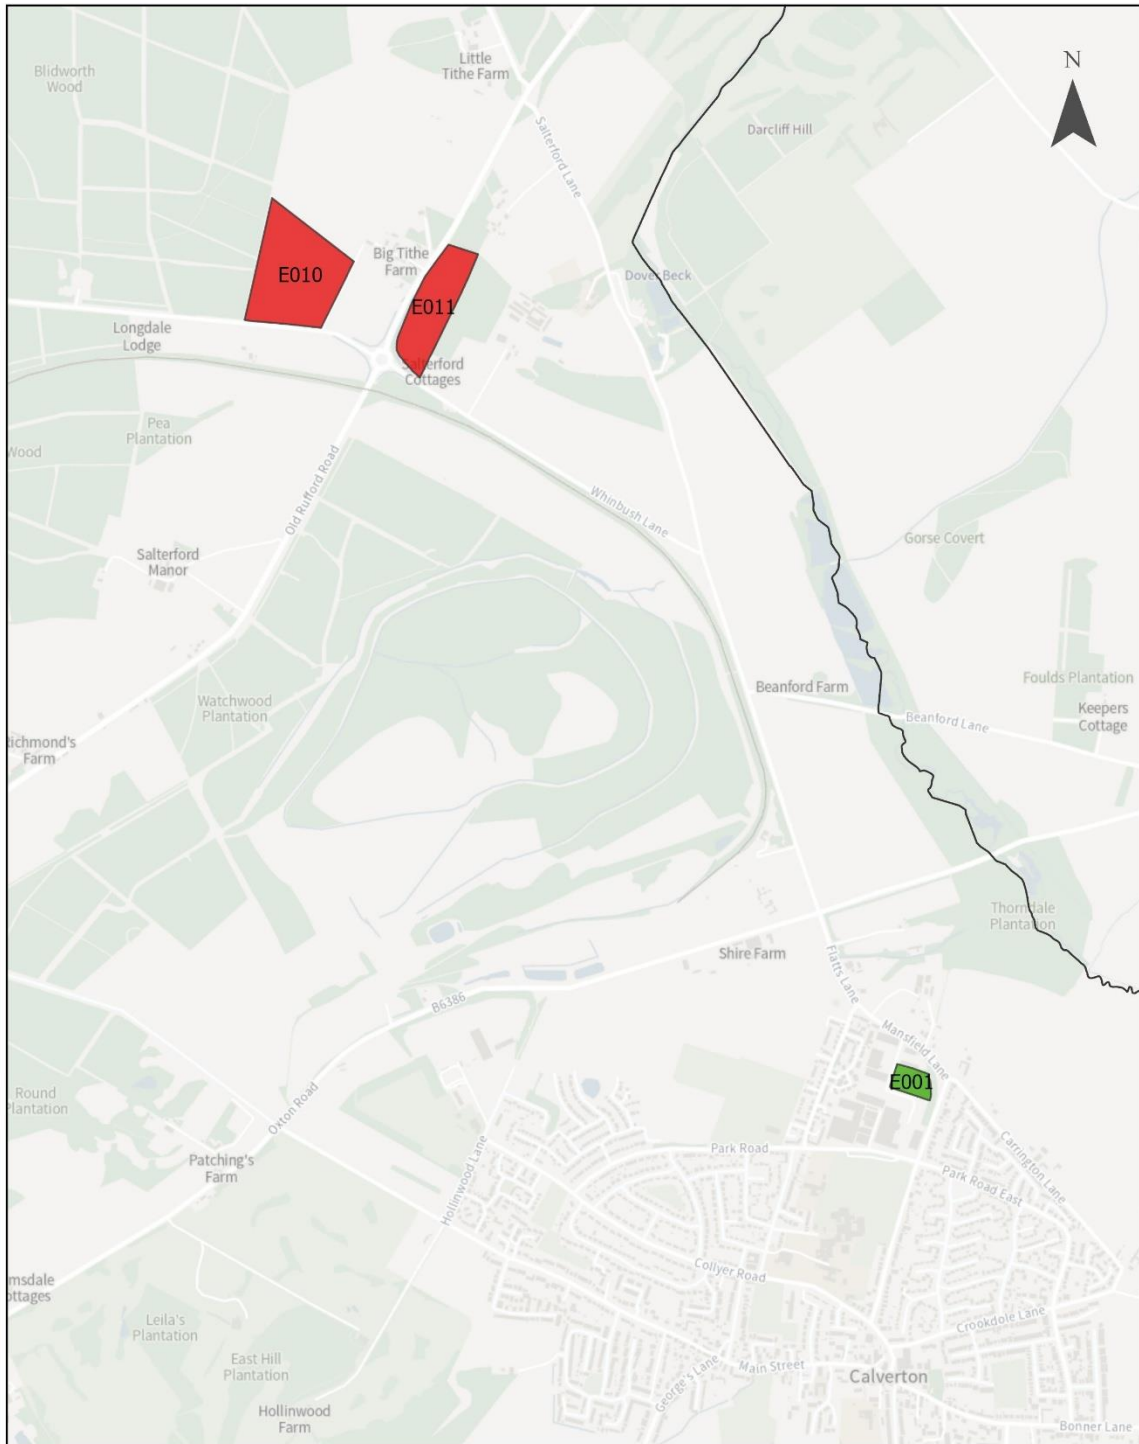 Little
Tithe Farm
Blidworth
Wood
N
Salterford Lane
Darcliff Hill
Big Tithe
Farm
E010
E011
Dover Beck
Longdale
Lodge
Salterford
Cottages
Pea
Plantation
Wood
Old Rufford Road
Whinbush Lane
Gorse Covert
Salterford
Manor
Watchwood
Plantation
Beanford Farm
Foulds Plantation
Keepers
Cottage
Beanford Lane
Richmond's
Farm
Thorndale
Plantation
Shire Farm
Flatts Lane
B6386
Mansfield Lane
E001
Round
Plantation
Oxton Road
Patching's
Farm
Hollinwood Lane
Park Road
Carrington Lane
Park Road East
Collyer Road
msdale
ottages
Leila's
Plantation
Crookdole Lane
East Hill
Plantation
George's Lane
Main Street
Calverton
Hollinwood
Farm
Bonner Lane